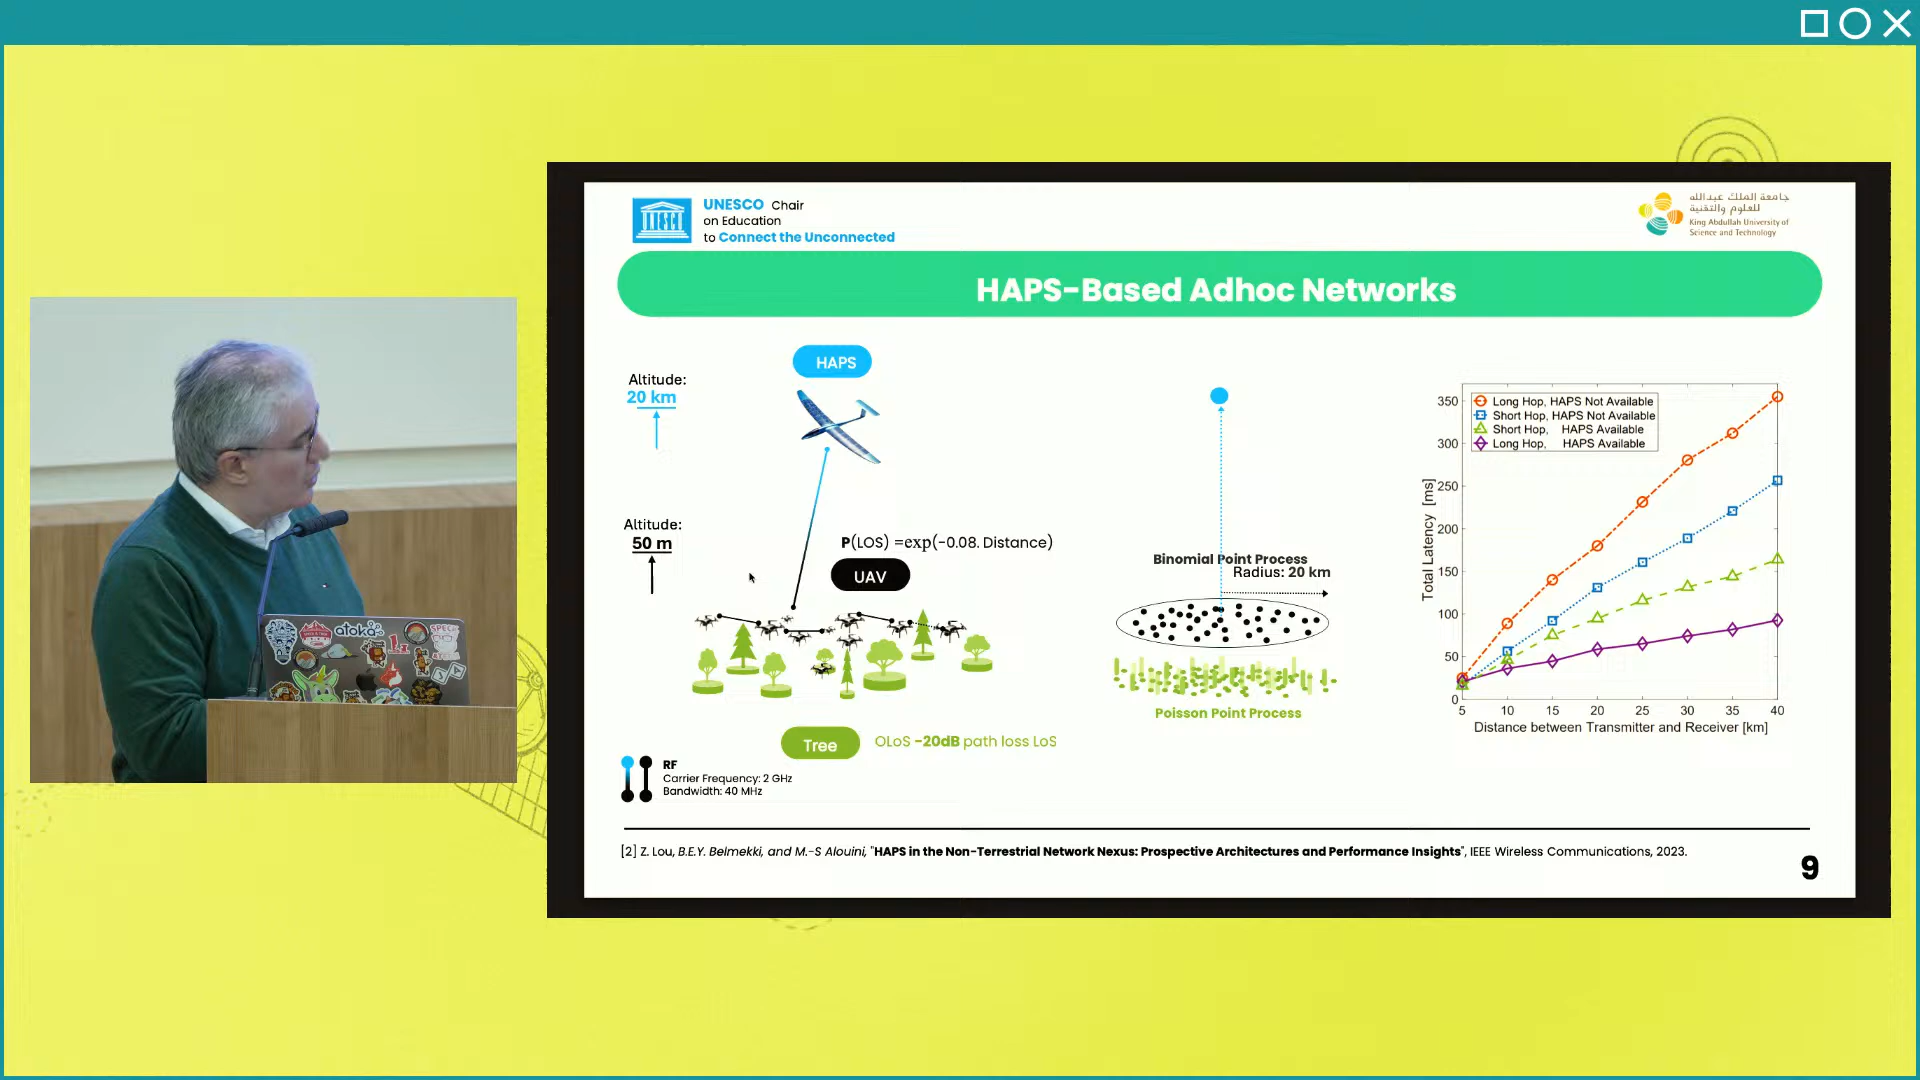 UNESCO Chair
on Education
to Connect the Unconnected
جامعة الملك عبدالله
للعلوم والتقنية
King Abdullah University of
Science and Technology
HAPS-Based Adhoc Networks
HAPS
Altitude:
20 km
Altitude:
50 m
P(LOS) =exp(-0.08. Distance)
UAV
Tree
OLoS -20dB path loss LoS
RF
Carrier Frequency: 2 GHz
Bandwidth: 40 MHz
Binomial Point Process
Radius: 20 km
Poisson Point Process
Long Hop, HAPS Not Available
Short Hop, HAPS Not Available
Short Hop, HAPS Available
Long Hop, HAPS Available
Total Latency [ms]
350
300
250
200
150
100
50
0
5 10 15 20 25 30 35 40
Distance between Transmitter and Receiver [km]
[2] Z. Lou, B.E.Y. Belmekki, and M.-S Alouini, "HAPS in the Non-Terrestrial Network Nexus: Prospective Architectures and Performance Insights", IEEE Wireless Communications, 2023.
9
atoka